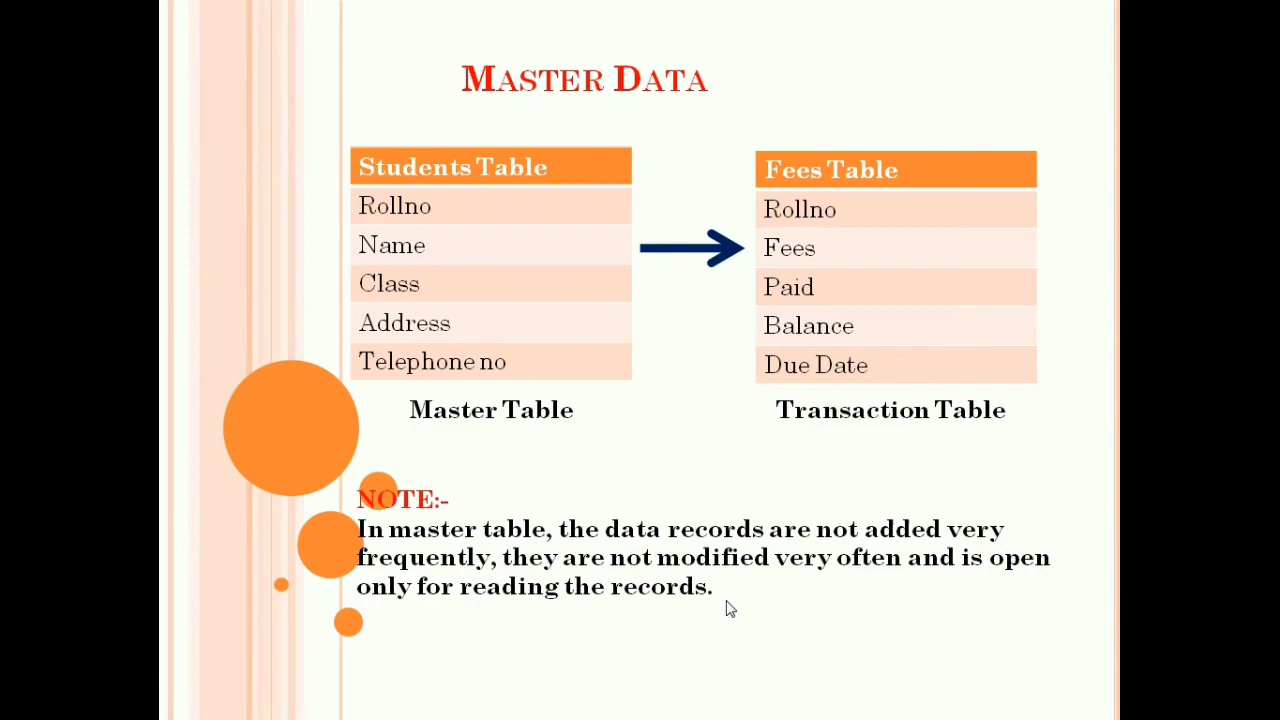 MASTER DATA
Students Table
Rollno
Name
Class
Address
Telephone no
Master Table
Fees Table
Rollno
Fees
Paid
Balance
Due Date
Transaction Table
NOTE:-
In master table, the data records are not added very
frequently, they are not modified very often and is open
only for reading the records.